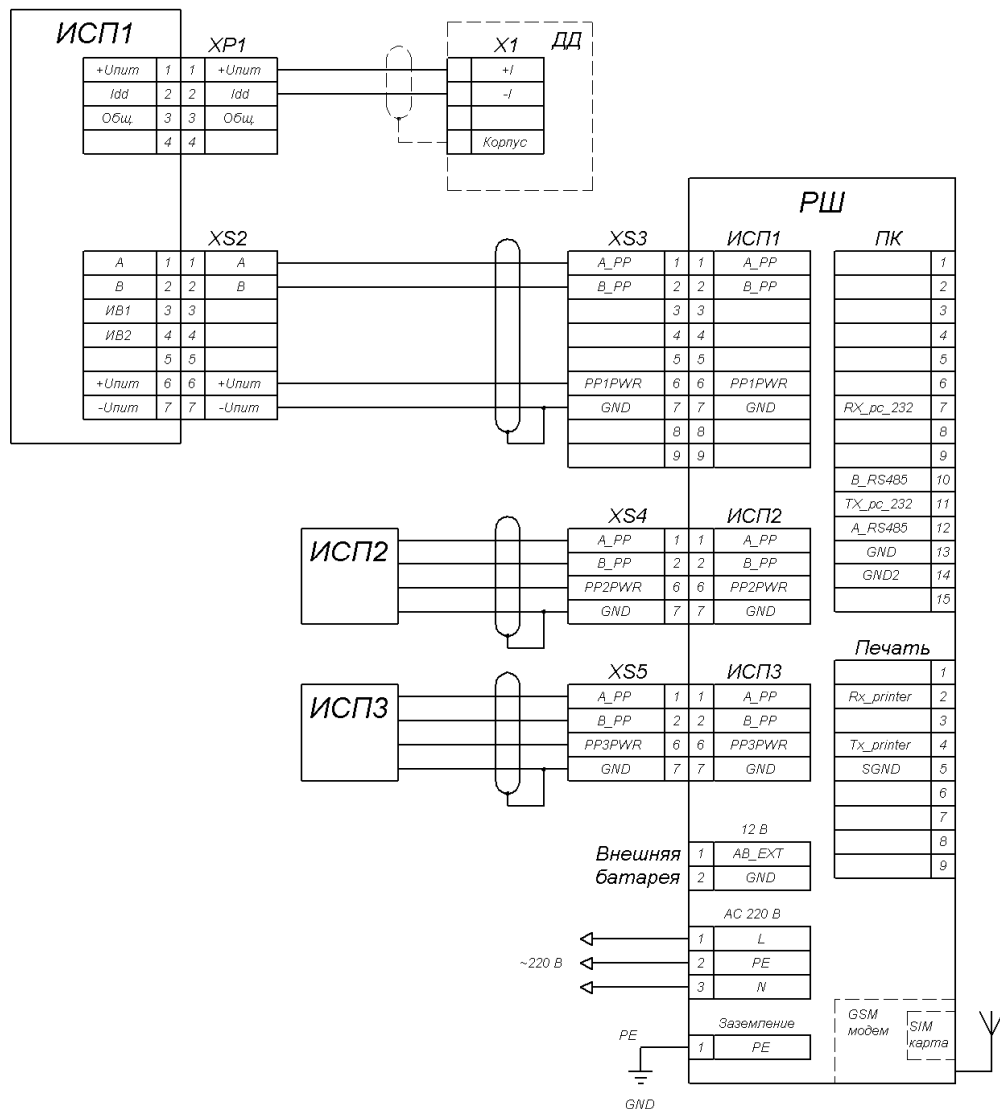 ИСП1
XP1
+Uпит 1 1 +Uпит
Idd 2 2 Idd
Общ. 3 3 Общ.
4 4
X1
ДД
+I
-I
Корпус
XS2
A 1 1 A
B 2 2 B
ИВ1 3 3
ИВ2 4 4
5 5
+Uпит 6 6 +Uпит
-Uпит 7 7 -Uпит
РШ
XS3 ИСП1
A_PP 1 1 A_PP
B_PP 2 2 B_PP
3 3
4 4
5 5
PP1PWR 6 6 PP1PWR
GND 7 7 GND
8 8
9 9
ПК
1
2
3
4
5
6
RX_pc_232 7
8
9
B_RS485 10
TX_pc_232 11
A_RS485 12
GND 13
GND2 14
15
ИСП2
XS4 ИСП2
A_PP 1 1 A_PP
B_PP 2 2 B_PP
PP2PWR 6 6 PP2PWR
GND 7 7 GND
ИСП3
XS5 ИСП3
A_PP 1 1 A_PP
B_PP 2 2 B_PP
PP3PWR 6 6 PP3PWR
GND 7 7 GND
Печать
1
Rx_printer 2
3
Tx_printer 4
SGND 5
6
7
8
9
Внешняя
батарея
12 В
1 AB_EXT
2 GND
~220 В
AC 220 В
1 L
2 PE
3 N
Заземление
PE
1 PE
GND
GSM
модем
SIM
карта